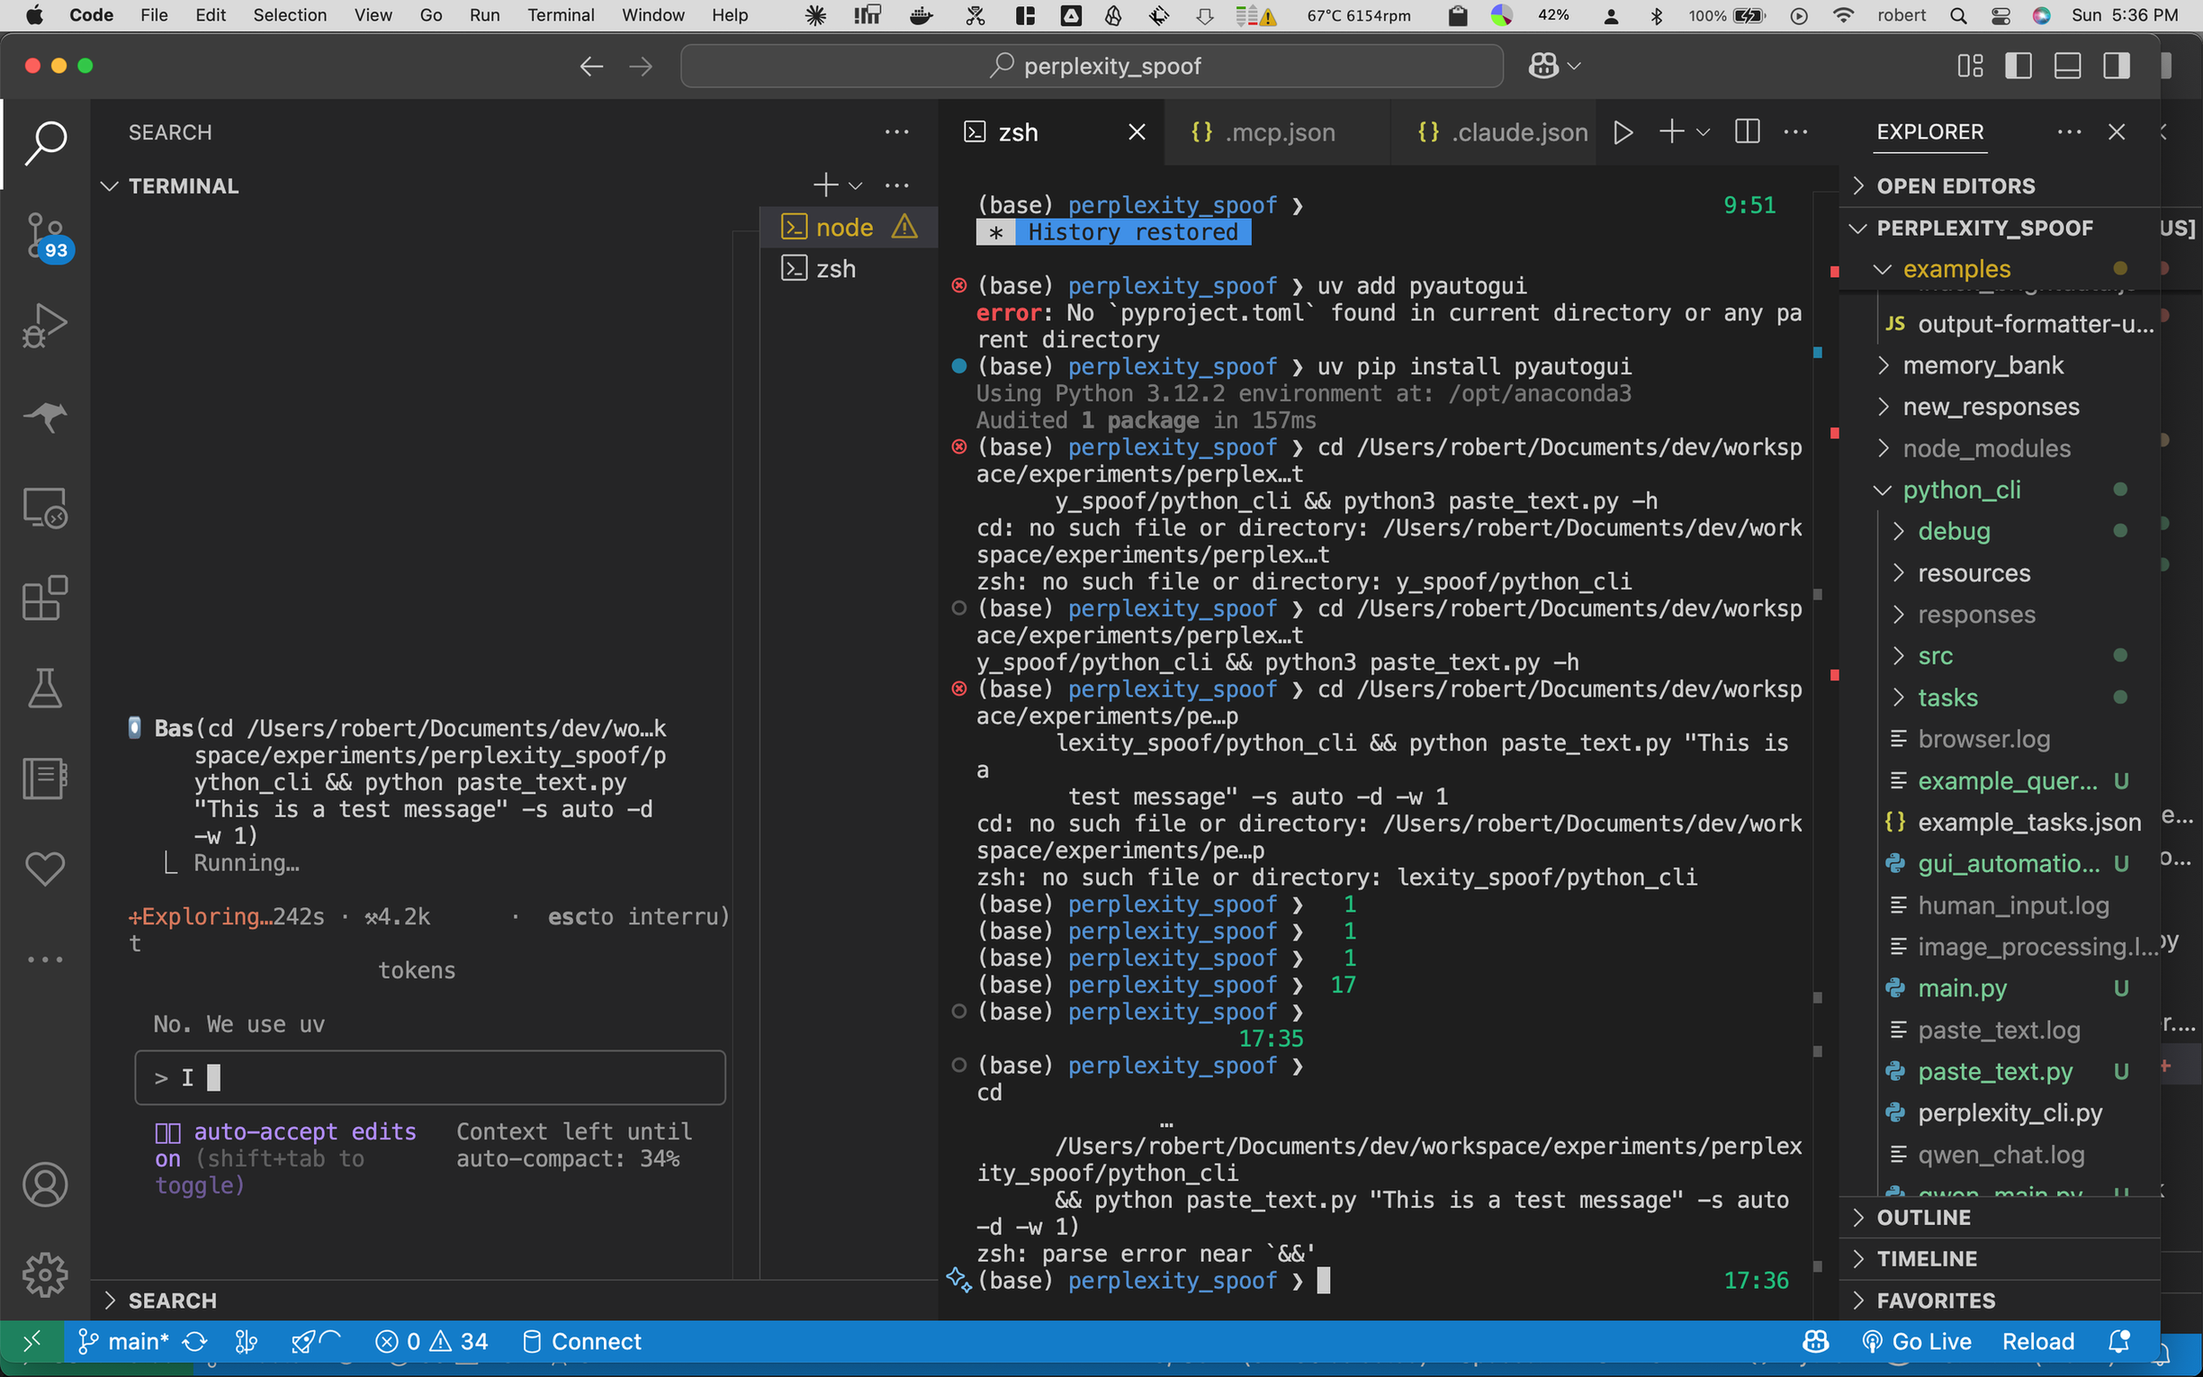 Code File Edit Selection View Go Run Terminal Window Help
67°C 6154rpm 42% 100% robert Sun 5:36 PM
perplexity_spoof
SEARCH
TERMINAL
node
zsh
93
Bas(cd /Users/robert/Documents/dev/wo…k
space/experiments/perplexity_spoof/p
ython_cli && python paste_text.py
"This is a test message" -s auto -d
-w 1)
Running…
Exploring…242s · ⚒4.2k · esc to interru)
t
tokens
No. We use uv
> I
auto-accept edits
on (shift+tab to
toggle)
Context left until
auto-compact: 34%
SEARCH
zsh
{} .mcp.json
{} .claude.json
(base) perplexity_spoof ❯ 9:51
* History restored
(base) perplexity_spoof ❯ uv add pyautogui
error: No `pyproject.toml` found in current directory or any pa
rent directory
(base) perplexity_spoof ❯ uv pip install pyautogui
Using Python 3.12.2 environment at: /opt/anaconda3
Audited 1 package in 157ms
(base) perplexity_spoof ❯ cd /Users/robert/Documents/dev/worksp
ace/experiments/perplex…t
y_spoof/python_cli && python3 paste_text.py -h
cd: no such file or directory: /Users/robert/Documents/dev/work
space/experiments/perplex…t
zsh: no such file or directory: y_spoof/python_cli
(base) perplexity_spoof ❯ cd /Users/robert/Documents/dev/worksp
ace/experiments/perplex…t
y_spoof/python_cli && python3 paste_text.py -h
(base) perplexity_spoof ❯ cd /Users/robert/Documents/dev/worksp
ace/experiments/pe…p
lexity_spoof/python_cli && python paste_text.py "This is
a
test message" -s auto -d -w 1
cd: no such file or directory: /Users/robert/Documents/dev/work
space/experiments/pe…p
zsh: no such file or directory: lexity_spoof/python_cli
(base) perplexity_spoof ❯ 1
(base) perplexity_spoof ❯ 1
(base) perplexity_spoof ❯ 1
(base) perplexity_spoof ❯ 17
(base) perplexity_spoof ❯
17:35
(base) perplexity_spoof ❯
cd
…
/Users/robert/Documents/dev/workspace/experiments/perplex
ity_spoof/python_cli
&& python paste_text.py "This is a test message" -s auto
-d -w 1)
zsh: parse error near `&&'
(base) perplexity_spoof ❯ 17:36
EXPLORER
OPEN EDITORS
PERPLEXITY_SPOOF
US]
examples
JS output-formatter-u...
memory_bank
new_responses
node_modules
python_cli
debug
resources
responses
src
tasks
browser.log
example_quer... U
{} example_tasks.json
gui_automatio... U
human_input.log
image_processing.l...
main.py U
paste_text.log
paste_text.py U
perplexity_cli.py
qwen_chat.log
qwen_main.py U
OUTLINE
TIMELINE
FAVORITES
main* 0 34 Connect Go Live Reload